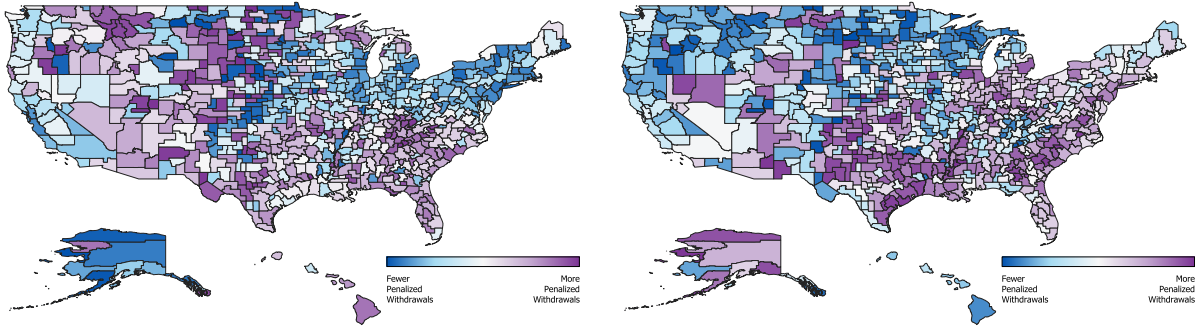 Fewer
Penalized
Withdrawals
More
Penalized
Withdrawals
Fewer
Penalized
Withdrawals
More
Penalized
Withdrawals